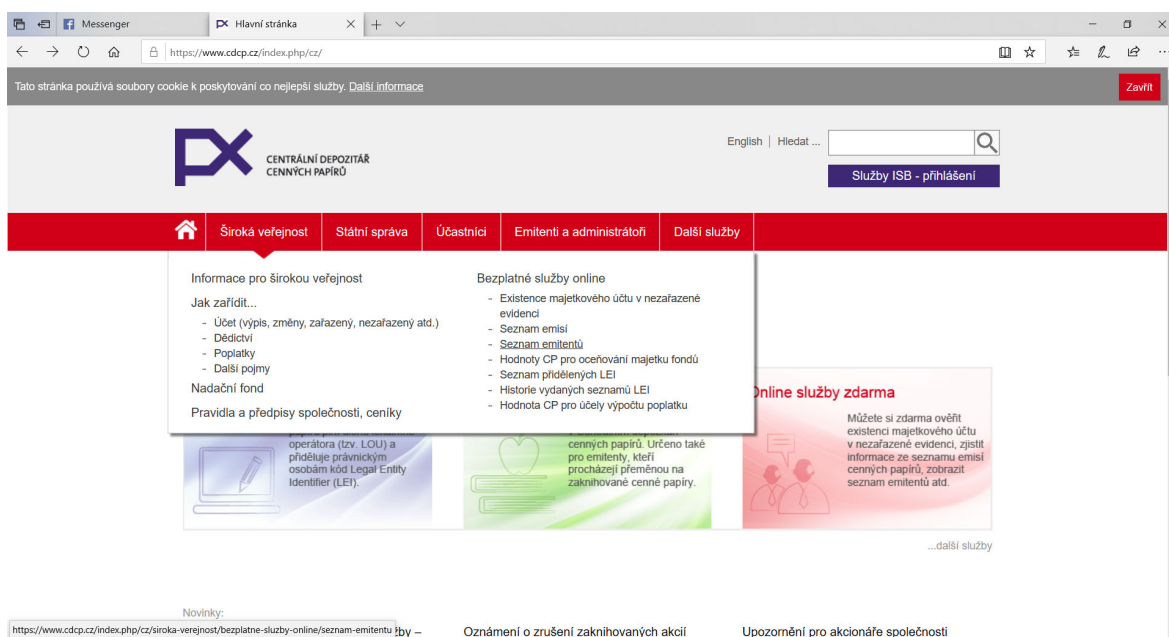 Messenger
Hlavní stránka
https://www.cdcp.cz/index.php/cz/
Tato stránka používá soubory cookie k poskytování co nejlepší služby. Další informace
Zavřít
CENTRÁLNÍ DEPOZITÁŘ
CENNÝCH PAPÍRŮ
English | Hledat ...
Služby ISB - přihlášení
Široká veřejnost
Státní správa
Účastníci
Emitenti a administrátoři
Další služby
Informace pro širokou veřejnost
Jak zařídit...
- Účet (výpis, změny, zařazený, nezařazený atd.)
- Dědictví
- Poplatky
- Další pojmy
Nadační fond
Pravidla a předpisy společnosti, ceníky
Bezplatné služby online
- Existence majetkového účtu v nezařazené
evidenci
- Seznam emisí
- Seznam emitentů
- Hodnoty CP pro oceňování majetku fondů
- Seznam přidělených LEI
- Historie vydaných seznamů LEI
- Hodnota CP pro účely výpočtu poplatku
operátora (tzv. LOU) a
přiděluje právnickým
osobám kód Legal Entity
Identifier (LEI).
cenných papírů. Určeno také
pro emitenty, kteří
procházejí přeměnou na
zaknihované cenné papíry.
Online služby zdarma
Můžete si zdarma ověřit
existenci majetkového účtu
v nezařazené evidenci, zjistit
informace ze seznamu emisí
cenných papírů, zobrazit
seznam emitentů atd.
...další služby
Novinky:
https://www.cdcp.cz/index.php/cz/siroka-verejnost/bezplatne-sluzby-online/seznam-emitentu
žby –
Oznámení o zrušení zaknihovaných akcií
Upozornění pro akcionáře společnosti